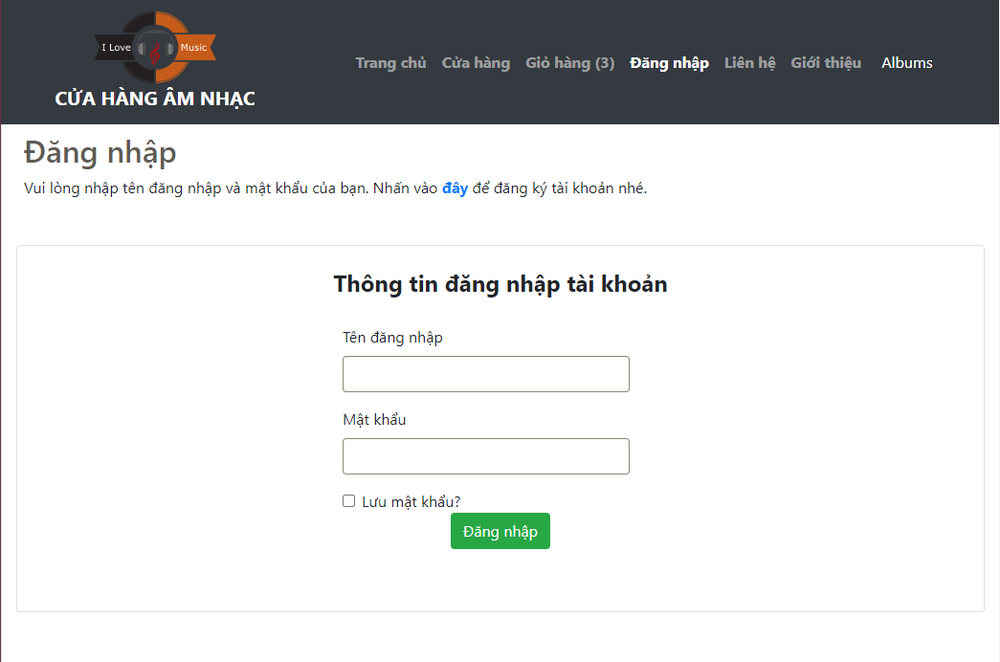 I Love Music
CỬA HÀNG ÂM NHẠC
Trang chủ Cửa hàng Giỏ hàng (3) Đăng nhập Liên hệ Giới thiệu Albums
Đăng nhập
Vui lòng nhập tên đăng nhập và mật khẩu của bạn. Nhấn vào đây để đăng ký tài khoản nhé.
Thông tin đăng nhập tài khoản
Tên đăng nhập
Mật khẩu
Lưu mật khẩu?
Đăng nhập